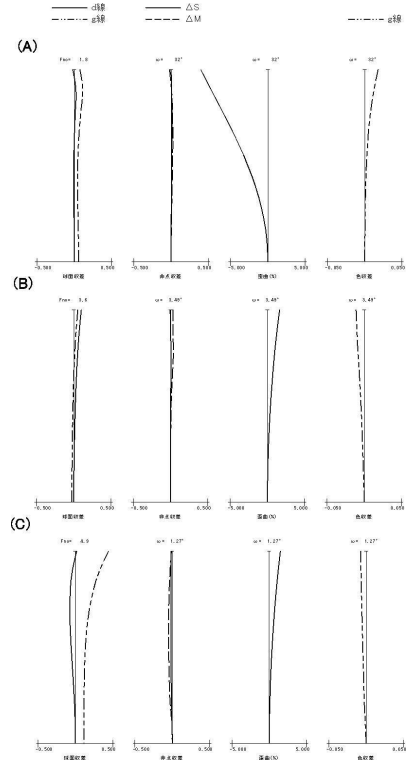 d線 ΔS
g線 ΔM g線
(A)
Fno= 1.8 ω= 32° ω= 32° ω= 32°
-0.500 0.500 -0.500 0.500 -5.000 5.000 -0.050 0.050
球面収差 非点収差 歪曲(%) 色収差
(B)
Fno= 3.6 ω= 3.48° ω= 3.48° ω= 3.48°
-0.500 0.500 -0.500 0.500 -5.000 5.000 -0.050 0.050
球面収差 非点収差 歪曲(%) 色収差
(C)
Fno= 4.9 ω= 1.27° ω= 1.27° ω= 1.27°
-0.500 0.500 -0.500 0.500 -5.000 5.000 -0.050 0.050
球面収差 非点収差 歪曲(%) 色収差